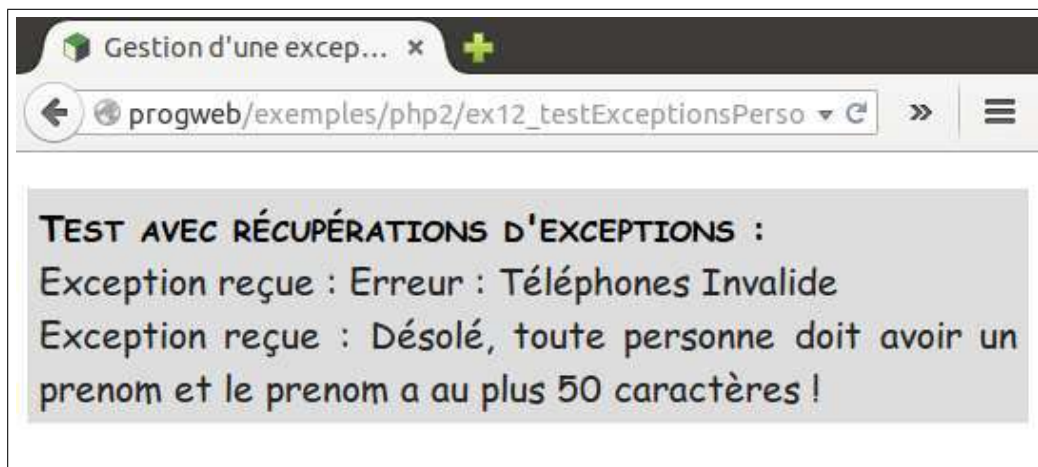 Gestion d'une excep...
progweb/exemples/php2/ex12_testExceptionsPerso
TEST AVEC RÉCUPÉRATIONS D'EXCEPTIONS :
Exception reçue : Erreur : Téléphones Invalide
Exception reçue : Désolé, toute personne doit avoir un
prenom et le prenom a au plus 50 caractères !